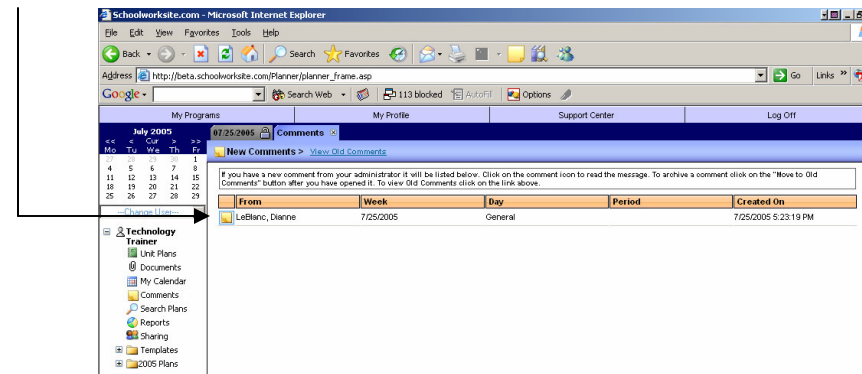 Schoolworksite.com - Microsoft Internet Explorer
File Edit View Favorites Tools Help
Back Search Favorites
Address http://beta.schoolworksite.com/Planner/planner_frame.asp Go Links »
Google Search Web 113 blocked AutoFill Options
My Programs My Profile Support Center Log Off
July 2005 07/25/2005 Comments
<< < Cur > >>
Mo Tu We Th Fr New Comments > View Old Comments
27 28 29 30 1
4 5 6 7 8
11 12 13 14 15
18 19 20 21 22
25 26 27 28 29
If you have a new comment from your administrator it will be listed below. Click on the comment icon to read the message. To archive a comment click on the "Move to Old
Comments" button after you have opened it. To view Old Comments click on the link above.
From Week Day Period Created On
LeBlanc, Dianne 7/25/2005 General 7/25/2005 5:23:19 PM
---Change User---
Technology
Trainer
Unit Plans
Documents
My Calendar
Comments
Search Plans
Reports
Sharing
Templates
2005 Plans